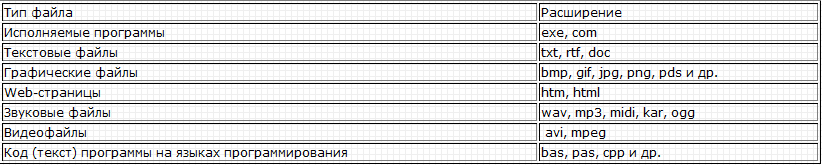 Тип файла Расширение
Исполняемые программы exe, com
Текстовые файлы txt, rtf, doc
Графические файлы bmp, gif, jpg, png, pds и др.
Web-страницы htm, html
Звуковые файлы wav, mp3, midi, kar, ogg
Видеофайлы avi, mpeg
Код (текст) программы на языках программирования bas, pas, cpp и др.